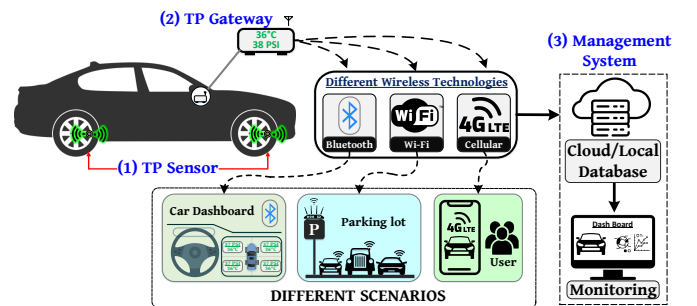 (2) TP Gateway
36°C
38 PSI
(3) Management
System
Different Wireless Technologies
Bluetooth
WiFi
Wi-Fi
4G LTE
Cellular
(1) TP Sensor
Cloud/Local
Database
Car Dashboard
P
Parking lot
4G LTE
User
Dash Board
Monitoring
DIFFERENT SCENARIOS